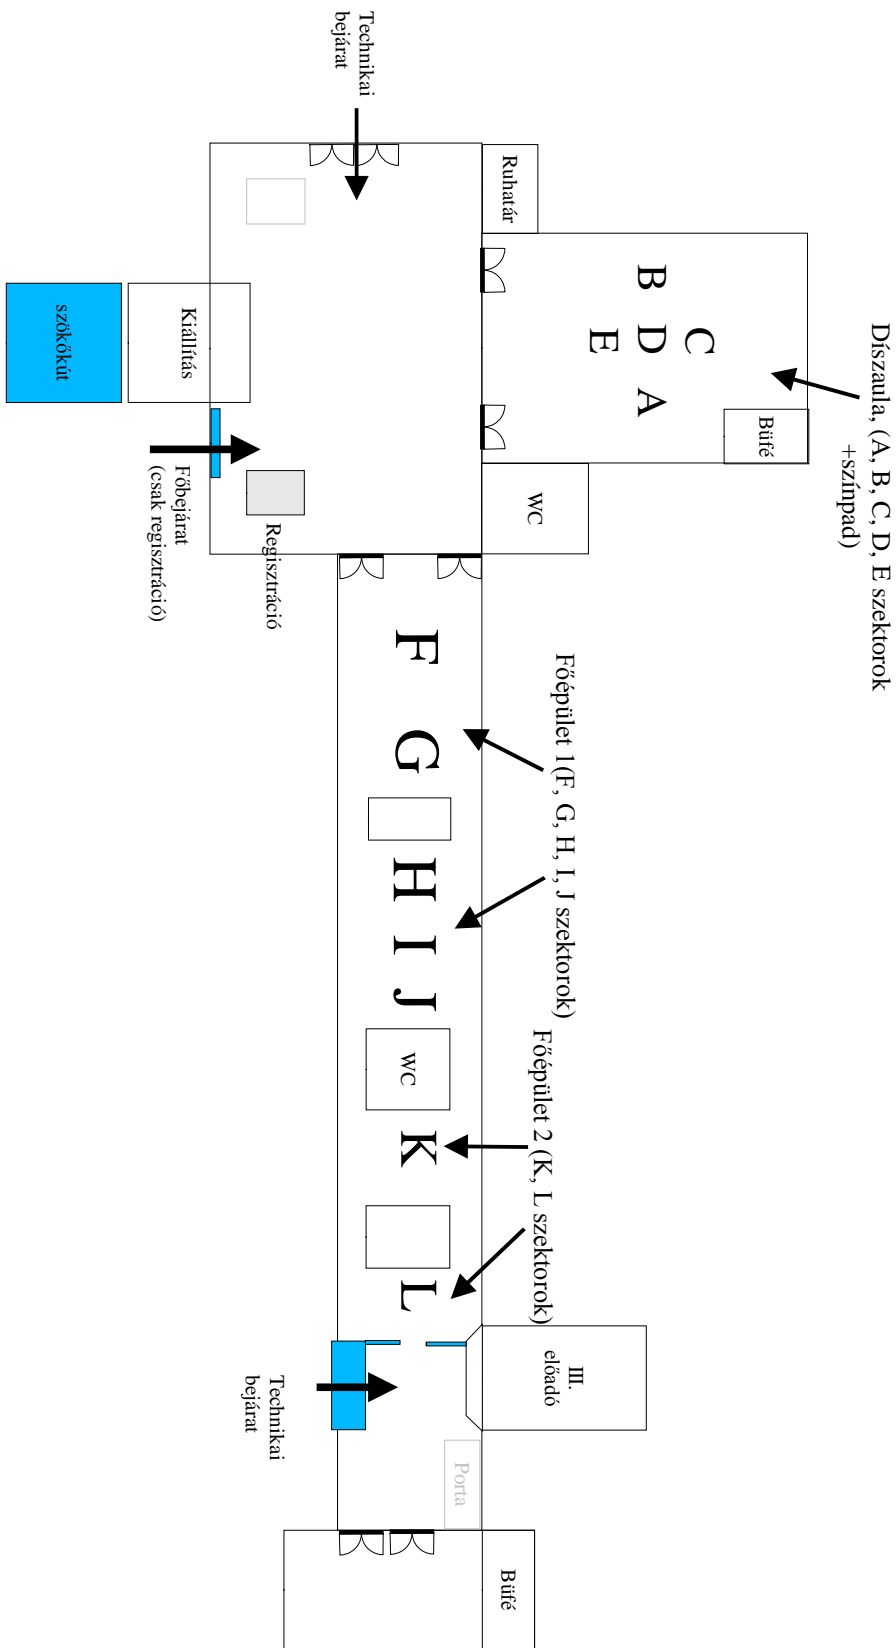 Díszaula, (A, B, C, D, E szektorok
+színpad)
Technikai
bejárat
Ruhatár
B
C
D
E
A
Büfé
WC
szökőkút
Kiállítás
Főbejárat
(csak regisztráció)
Regisztráció
Főépület 1(F, G, H, I, J szektorok)
F
G
H
I
J
WC
Főépület 2 (K, L szektorok)
K
L
III.
előadó
Technikai
bejárat
Porta
Büfé